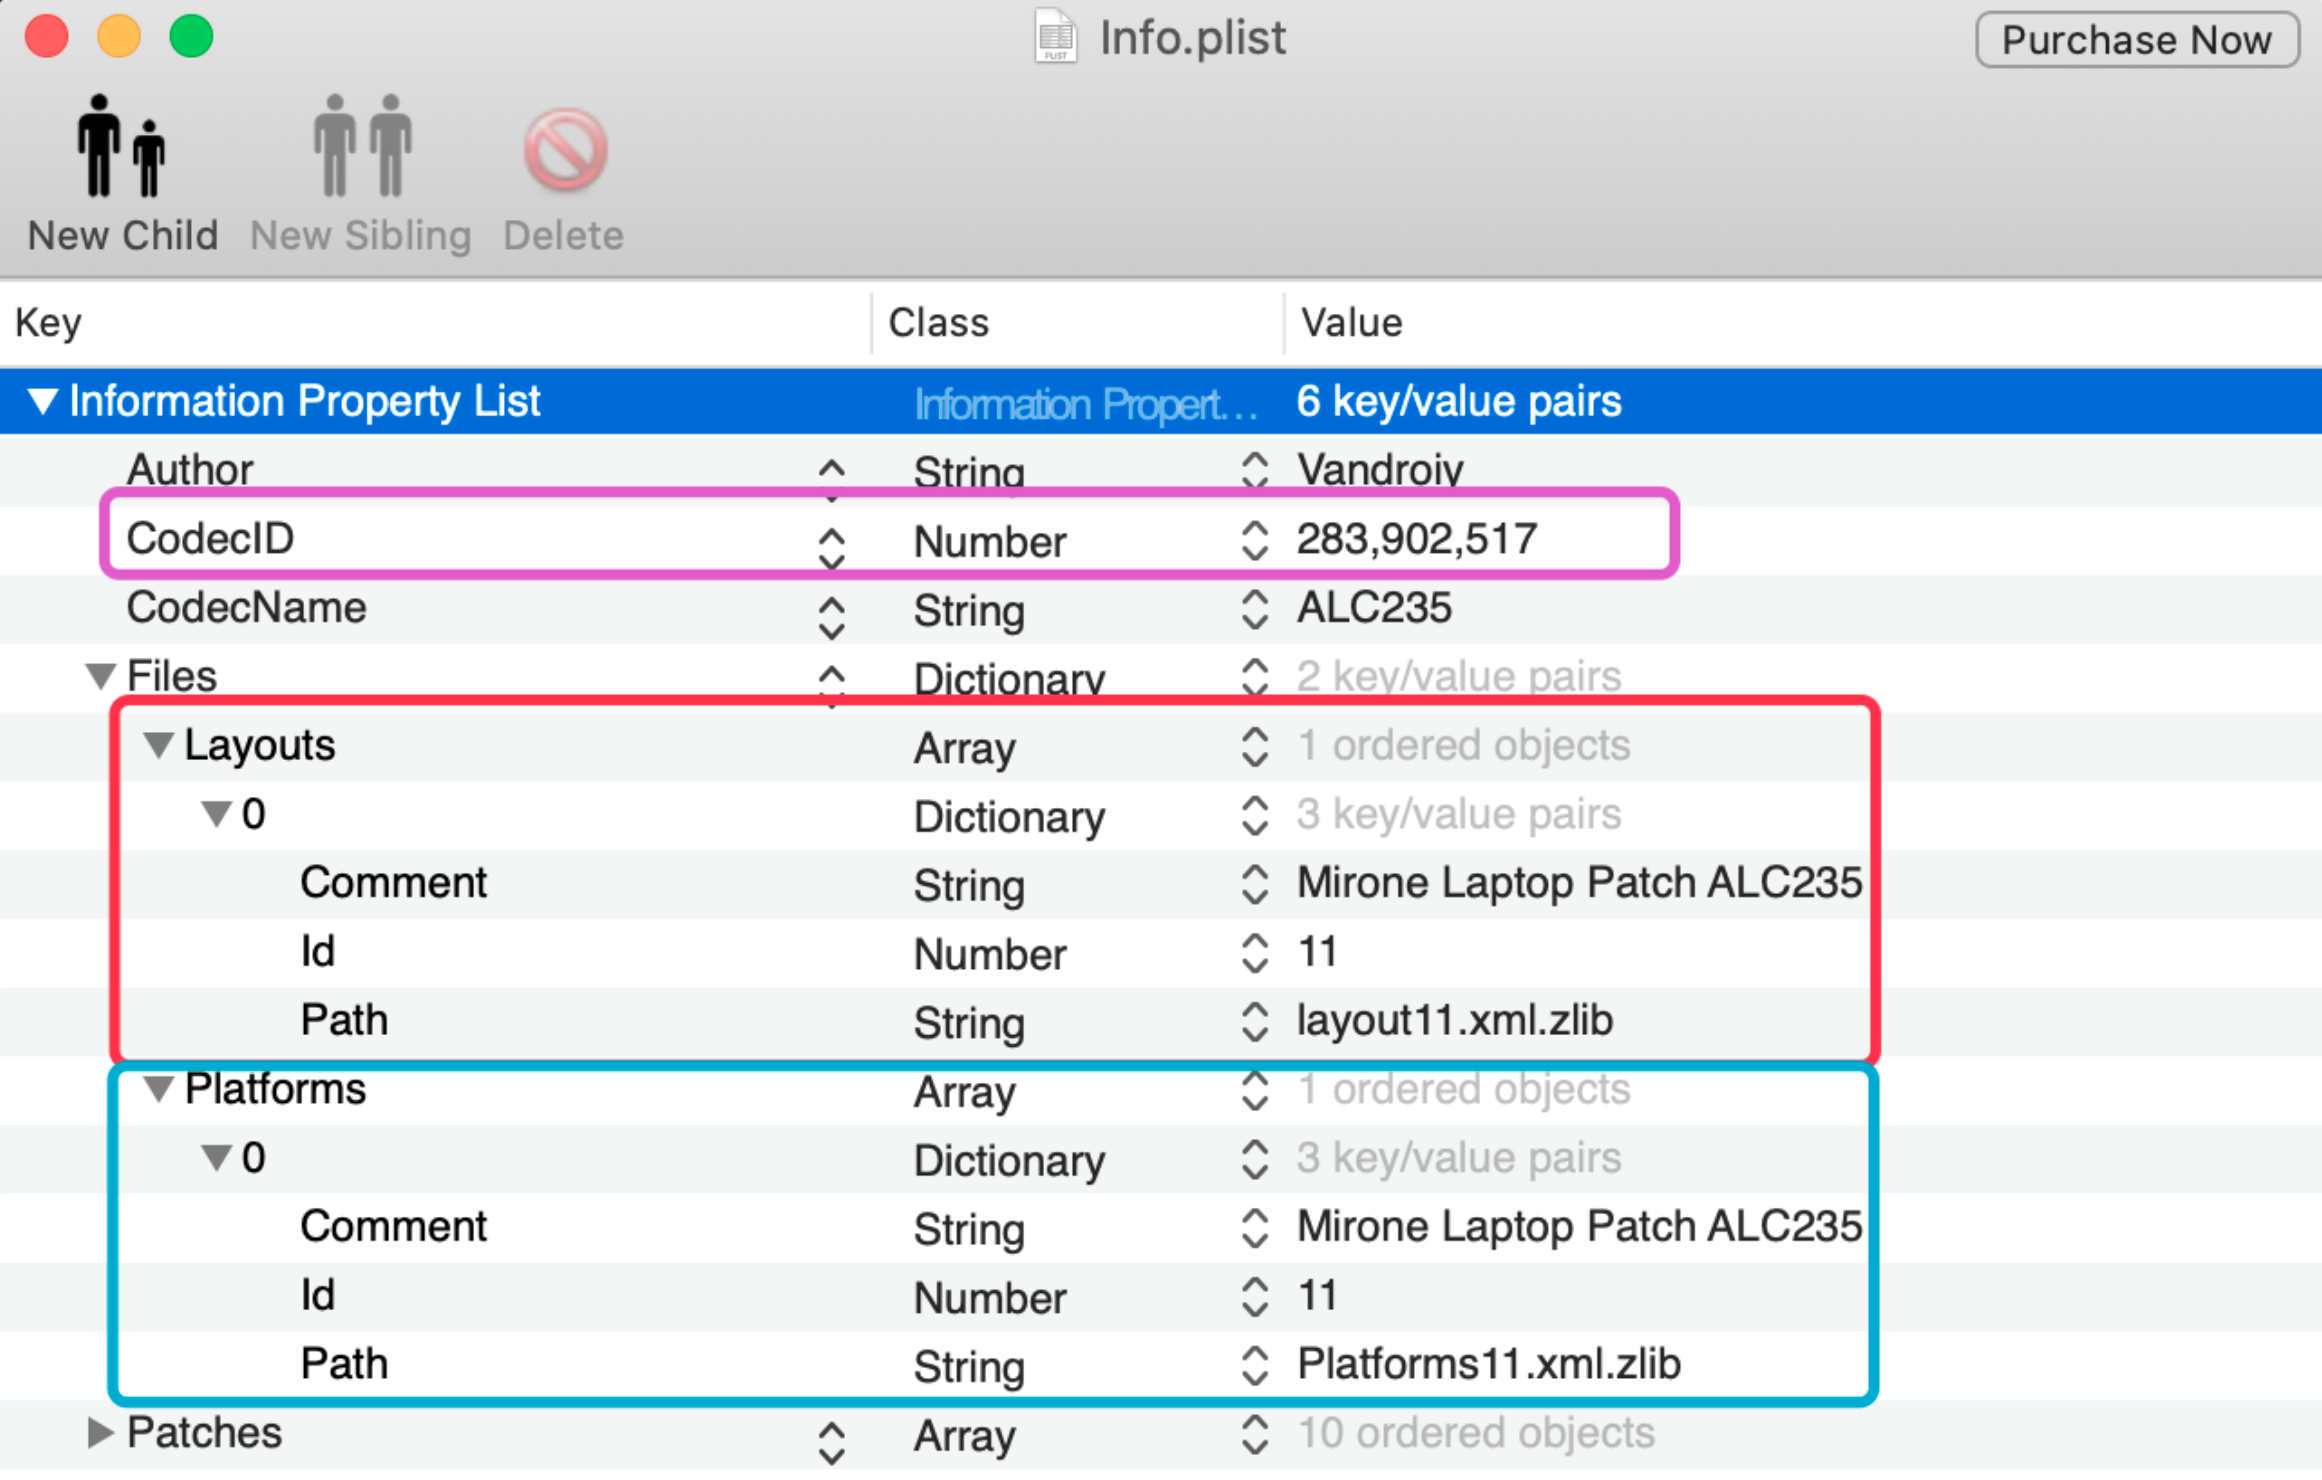 Info.plist
Purchase Now
PLIST
New Child New Sibling Delete
Key Class Value
Information Property List Information Propert... 6 key/value pairs
Author String Vandroiy
CodecID Number 283,902,517
CodecName String ALC235
Files Dictionary 2 key/value pairs
Layouts Array 1 ordered objects
0 Dictionary 3 key/value pairs
Comment String Mirone Laptop Patch ALC235
Id Number 11
Path String layout11.xml.zlib
Platforms Array 1 ordered objects
0 Dictionary 3 key/value pairs
Comment String Mirone Laptop Patch ALC235
Id Number 11
Path String Platforms11.xml.zlib
Patches Array 10 ordered objects